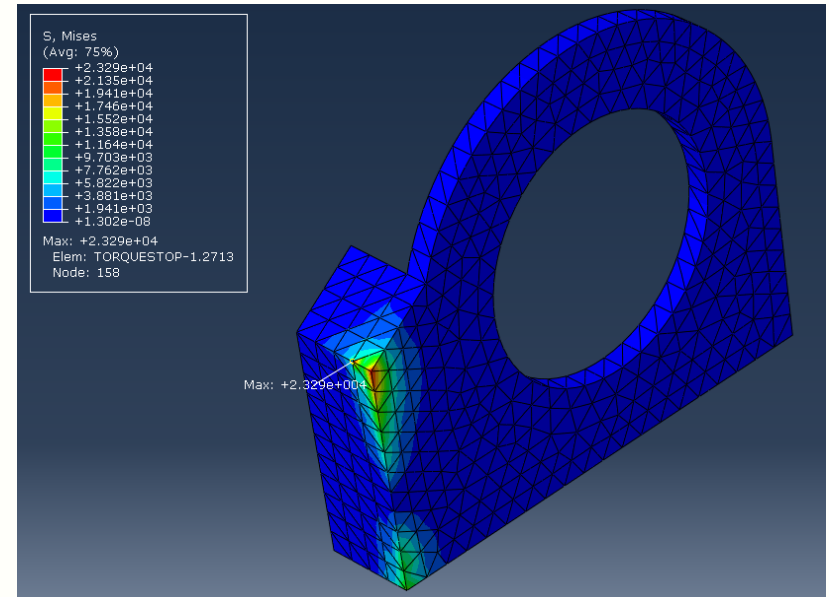 S, Mises
(Avg: 75%)
+2.329e+04
+2.135e+04
+1.941e+04
+1.746e+04
+1.552e+04
+1.358e+04
+1.164e+04
+9.703e+03
+7.762e+03
+5.822e+03
+3.881e+03
+1.941e+03
+1.302e-08
Max: +2.329e+04
Elem: TORQUESTOP-1.2713
Node: 158
Max: +2.329e+004